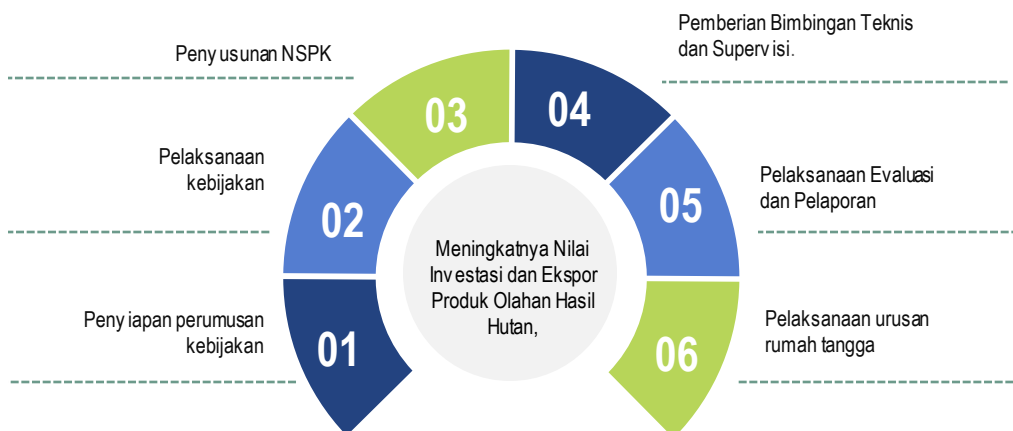 Penyusunan NSPK
03
Pelaksanaan
kebijakan
02
Penyiapan perumusan
kebijakan
01
Meningkatnya Nilai
Investasi dan Ekspor
Produk Olahan Hasil
Hutan,
04
Pemberian Bimbingan Teknis
dan Supervisi.
05
Pelaksanaan Evaluasi
dan Pelaporan
06
Pelaksanaan urusan
rumah tangga